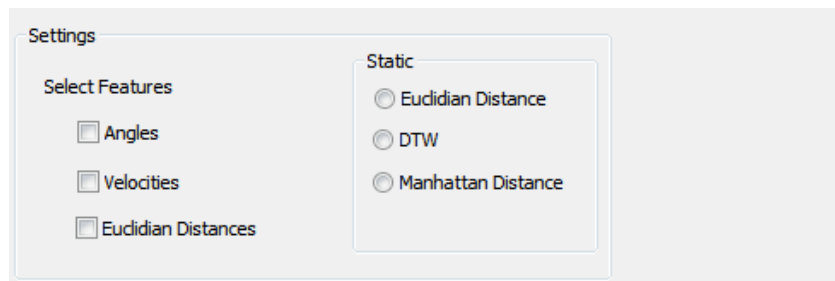 Settings
Select Features
Angles
Velocities
Euclidian Distances
Static
Euclidian Distance
DTW
Manhattan Distance